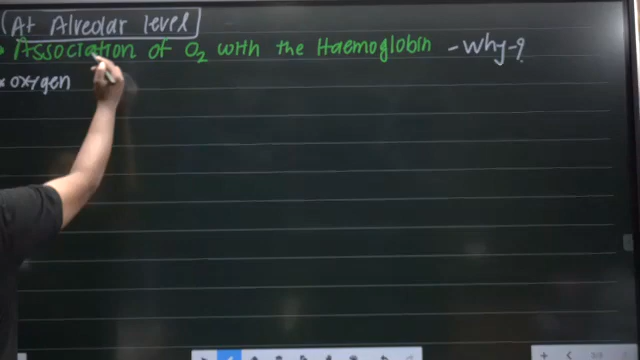 (At Alveolar level
Association of O₂ with the Haemoglobin - why-?
* oxygen